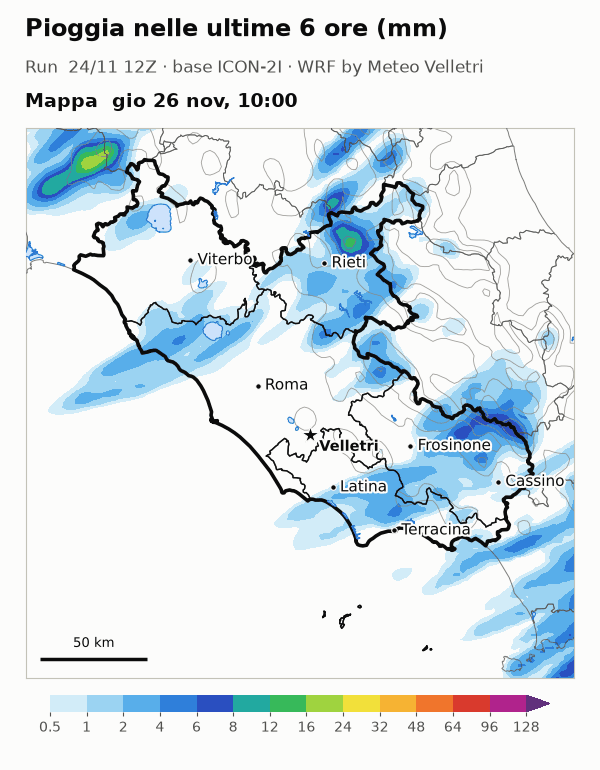 Pioggia nelle ultime 6 ore (mm)
Run 24/11 12Z · base ICON-2I · WRF by Meteo Velletri
Mappa gio 26 nov, 10:00
Viterbo
Rieti
Roma
Velletri
Frosinone
Cassino
Latina
Terracina
50 km
0.5 1 2 4 6 8 12 16 24 32 48 64 96 128